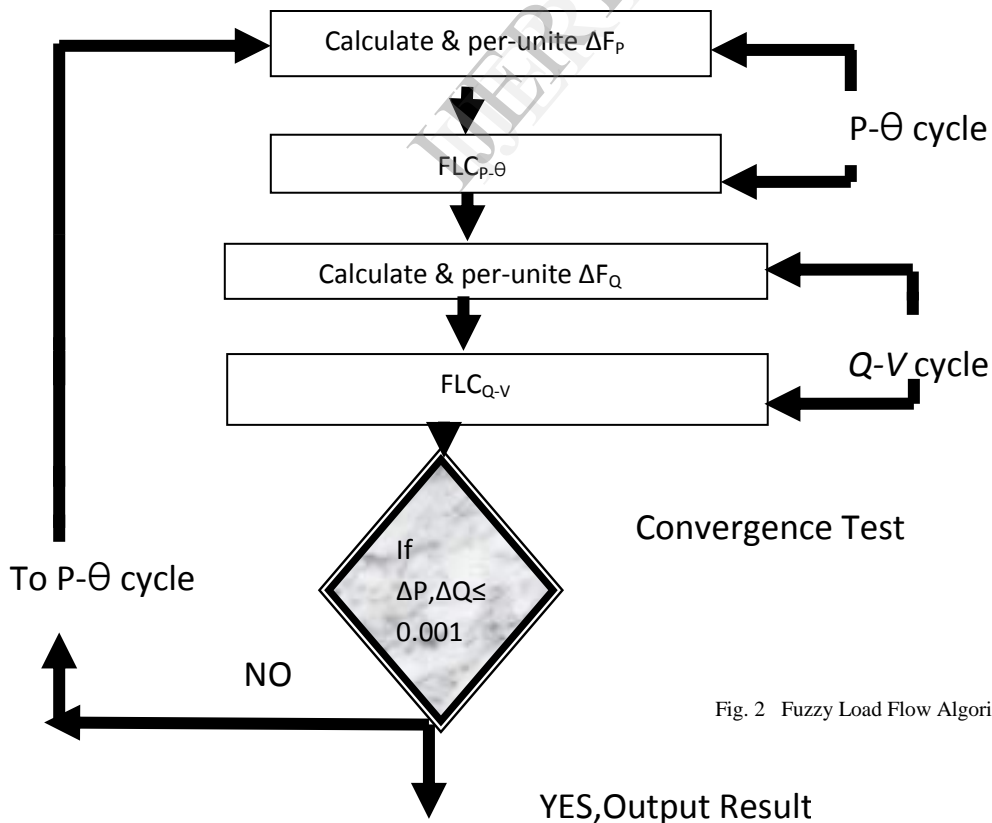 Calculate & per-unite ΔF_P
P-Θ cycle
FLC_P-θ
Calculate & per-unite ΔF_Q
Q-V cycle
FLC_Q-V
Convergence Test
If
ΔP,ΔQ≤
0.001
To P-Θ cycle
NO
Fig. 2 Fuzzy Load Flow Algori
YES,Output Result